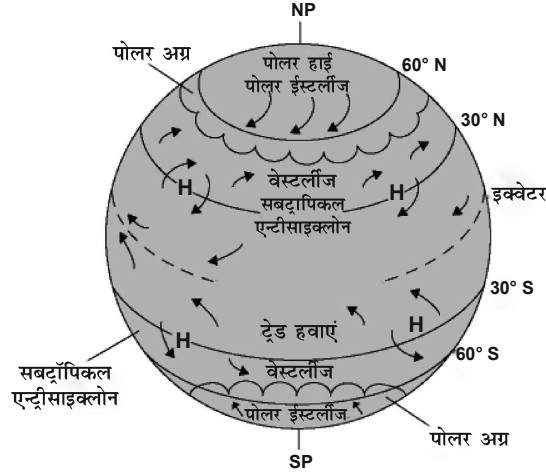 NP
पोलर अग्र
पोलर हाई
पोलर ईस्टर्लीज
60° N
30° N
H
वेस्टर्लीज
H
सबट्रापिकल
एन्टीसाइक्लोन
इक्वेटर
30° S
H
ट्रेड हवाएं
H
60° S
सबट्रॉपिकल
एन्ट्रीसाइक्लोन
वेस्टर्लीज
पोलर ईस्टर्लीज
पोलर अग्र
SP